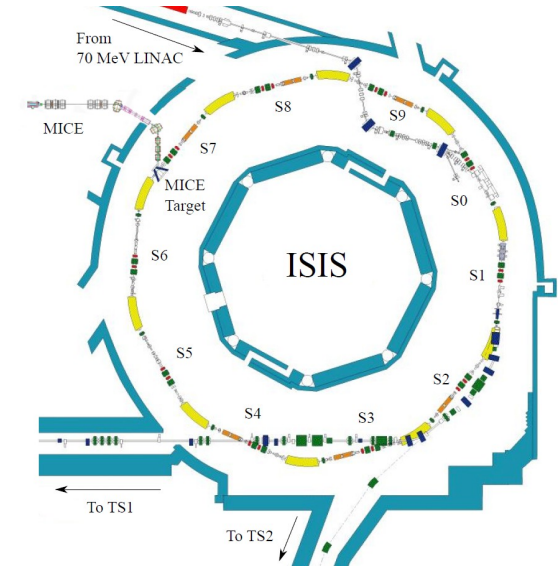 From
70 MeV LINAC
MICE
S8
S9
S7
MICE
Target
S0
S6
ISIS
S1
S5
S2
S4
S3
To TS1
To TS2